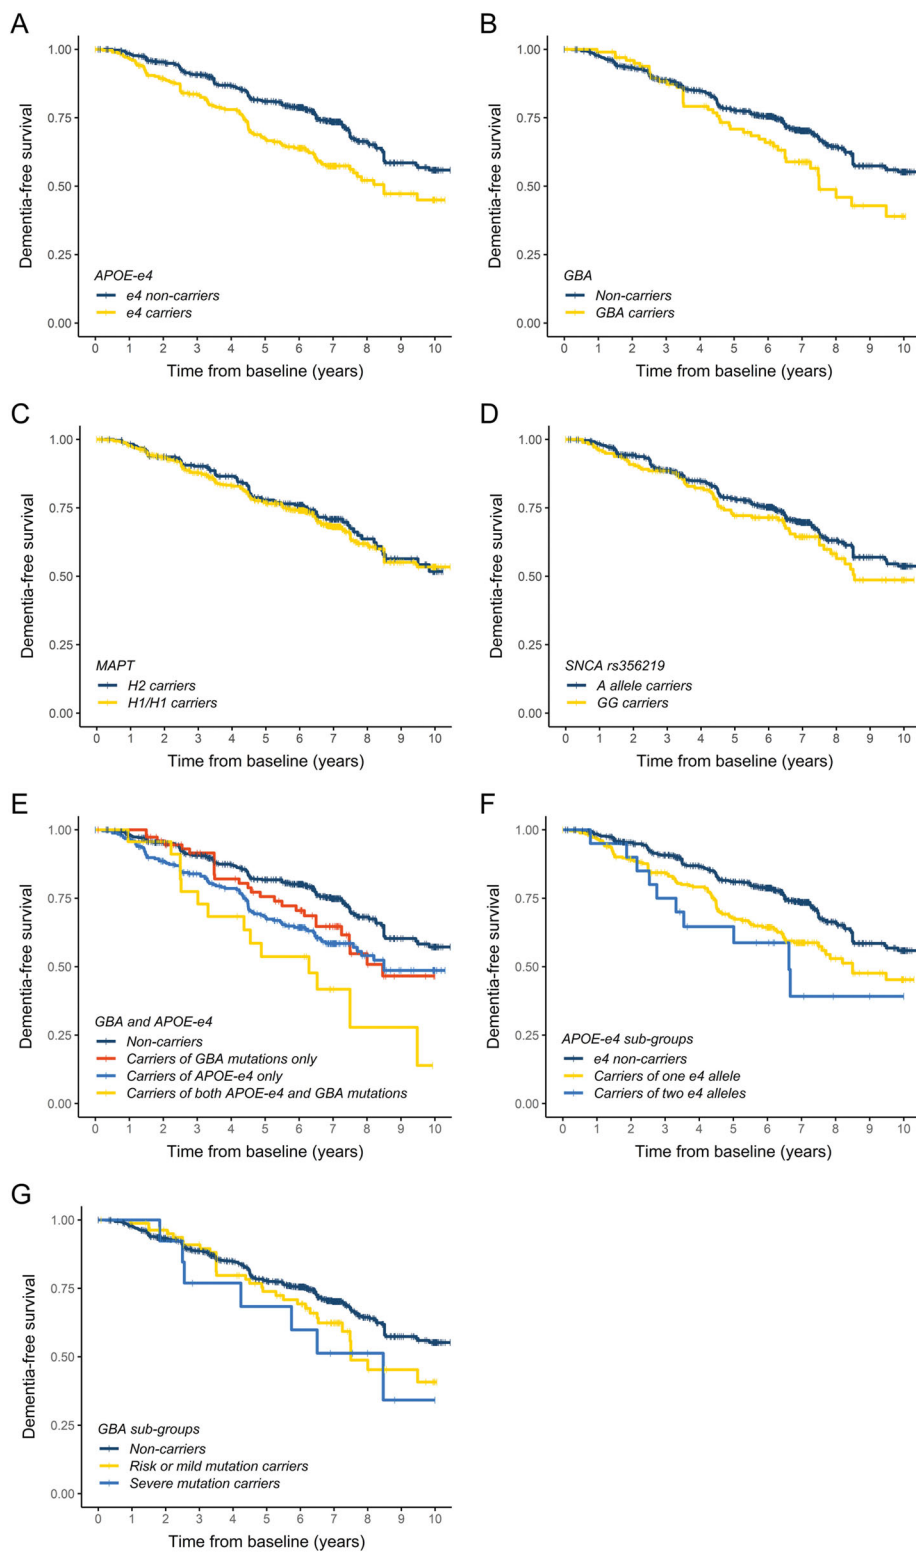 A
Dementia-free survival
1.00
0.75
0.50
0.25
0.00
APOE-e4
e4 non-carriers
e4 carriers
0 1 2 3 4 5 6 7 8 9 10
Time from baseline (years)
B
Dementia-free survival
1.00
0.75
0.50
0.25
0.00
GBA
Non-carriers
GBA carriers
0 1 2 3 4 5 6 7 8 9 10
Time from baseline (years)
C
Dementia-free survival
1.00
0.75
0.50
0.25
0.00
MAPT
H2 carriers
H1/H1 carriers
0 1 2 3 4 5 6 7 8 9 10
Time from baseline (years)
D
Dementia-free survival
1.00
0.75
0.50
0.25
0.00
SNCA rs356219
A allele carriers
GG carriers
0 1 2 3 4 5 6 7 8 9 10
Time from baseline (years)
E
Dementia-free survival
1.00
0.75
0.50
0.25
0.00
GBA and APOE-e4
Non-carriers
Carriers of GBA mutations only
Carriers of APOE-e4 only
Carriers of both APOE-e4 and GBA mutations
0 1 2 3 4 5 6 7 8 9 10
Time from baseline (years)
F
Dementia-free survival
1.00
0.75
0.50
0.25
0.00
APOE-e4 sub-groups
e4 non-carriers
Carriers of one e4 allele
Carriers of two e4 alleles
0 1 2 3 4 5 6 7 8 9 10
Time from baseline (years)
G
Dementia-free survival
1.00
0.75
0.50
0.25
0.00
GBA sub-groups
Non-carriers
Risk or mild mutation carriers
Severe mutation carriers
0 1 2 3 4 5 6 7 8 9 10
Time from baseline (years)